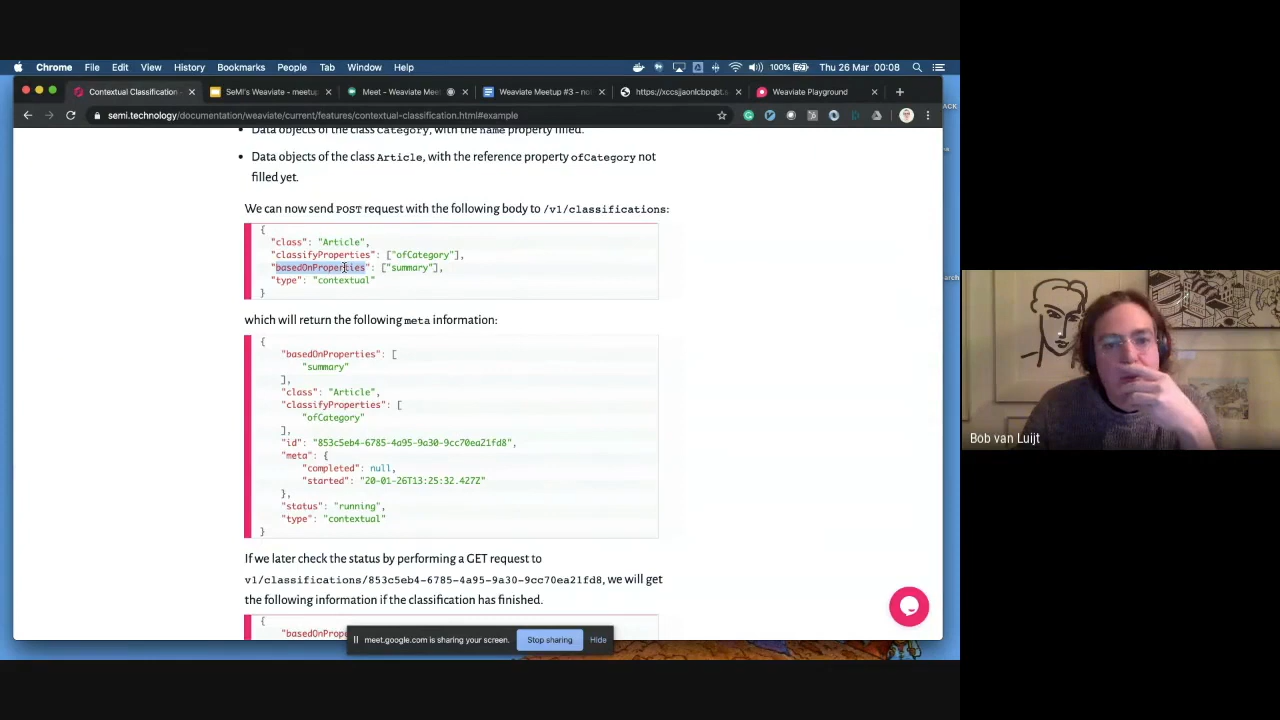 Chrome File Edit View History Bookmarks People Tab Window Help 100% Thu 26 Mar 00:08
Contextual Classification - SeMI's Weaviate - meetup Meet - Weaviate Mee Weaviate Meetup #3 - no https://xccsjjaonlcbpqbt.s Weaviate Playground
semi.technology/documentation/weaviate/current/features/contextual-classification.html#example
Data objects of the class Category, with the name property filled.
Data objects of the class Article, with the reference property ofCategory not
filled yet.
We can now send POST request with the following body to /v1/classifications:
{
"class": "Article",
"classifyProperties": ["ofCategory"],
"basedOnProperties": ["summary"],
"type": "contextual"
}
which will return the following meta information:
{
"basedOnProperties": [
"summary"
],
"class": "Article",
"classifyProperties": [
"ofCategory"
],
"id": "853c5eb4-6785-4a95-9a30-9cc70ea21fd8",
"meta": {
"completed": null,
"started": "20-01-26T13:25:32.427Z"
},
"status": "running",
"type": "contextual"
}
If we later check the status by performing a GET request to
v1/classifications/853c5eb4-6785-4a95-9a30-9cc70ea21fd8, we will get
the following information if the classification has finished.
{
"basedOnPrope
meet.google.com is sharing your screen. Stop sharing Hide
Bob van Luijt